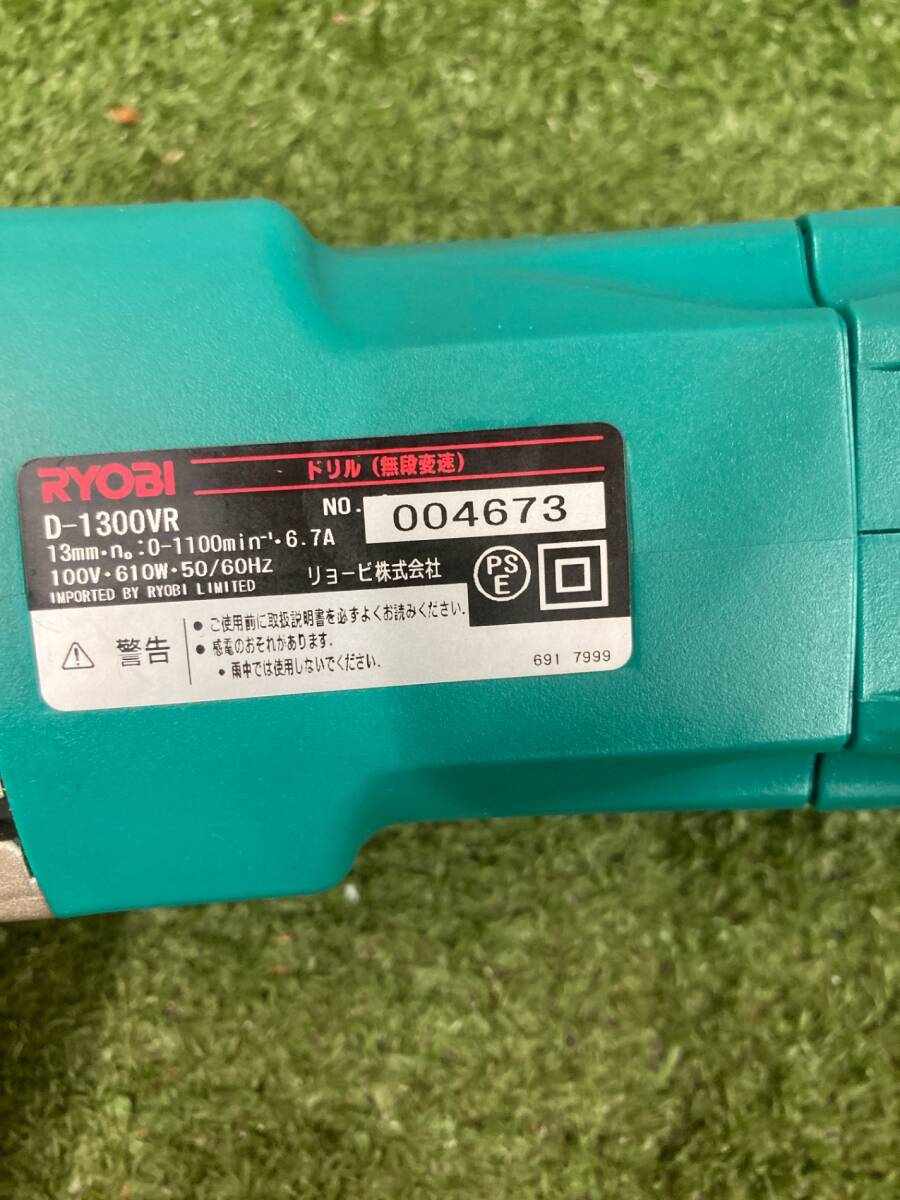 RYOBI ドリル（無段変速）
D-1300VR NO. 004673
13mm・n₀:0-1100min⁻¹・6.7A
100V・610W・50/60Hz リョービ株式会社
IMPORTED BY RYOBI LIMITED
PS
E
警告
● ご使用前に取扱説明書を必ずよくお読みください.
● 感電のおそれがあります.
● 雨中では使用しないでください.
691 7999